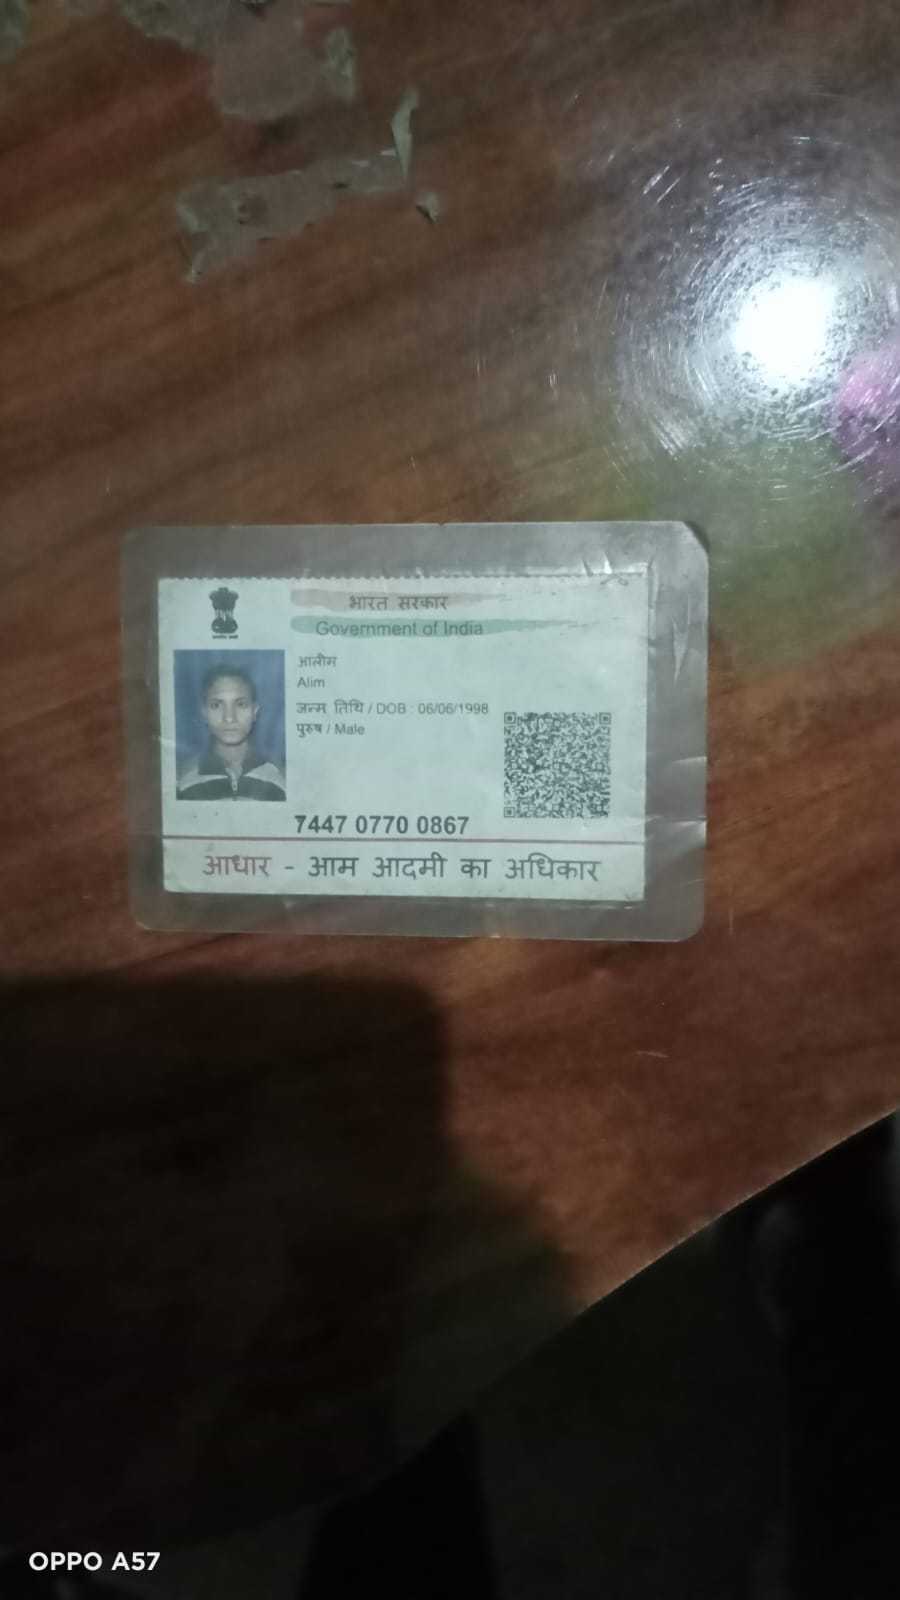 भारत सरकार
Government of India
आलीम
Alim
जन्म तिथि / DOB : 06/06/1998
पुरुष / Male
7447 0770 0867
आधार - आम आदमी का अधिकार
OPPO A57